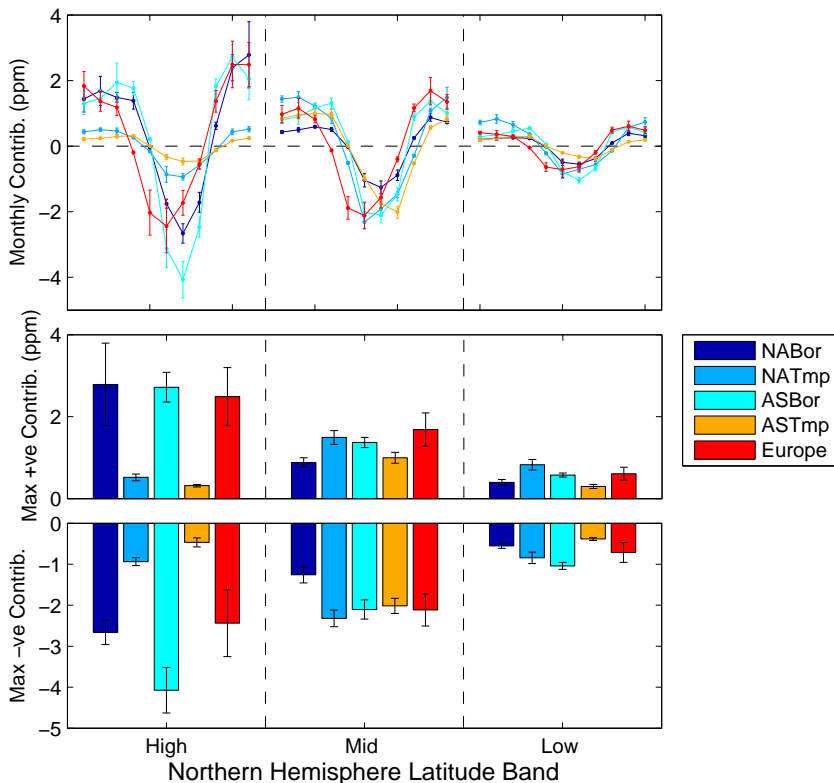 4
2
0
−2
−4
Monthly Contrib. (ppm)
4
2
0
Max +ve Contrib. (ppm)
0
−1
−2
−3
−4
−5
Max −ve Contrib.
High
Mid
Low
Northern Hemisphere Latitude Band
NABor
NATmp
ASBor
ASTmp
Europe